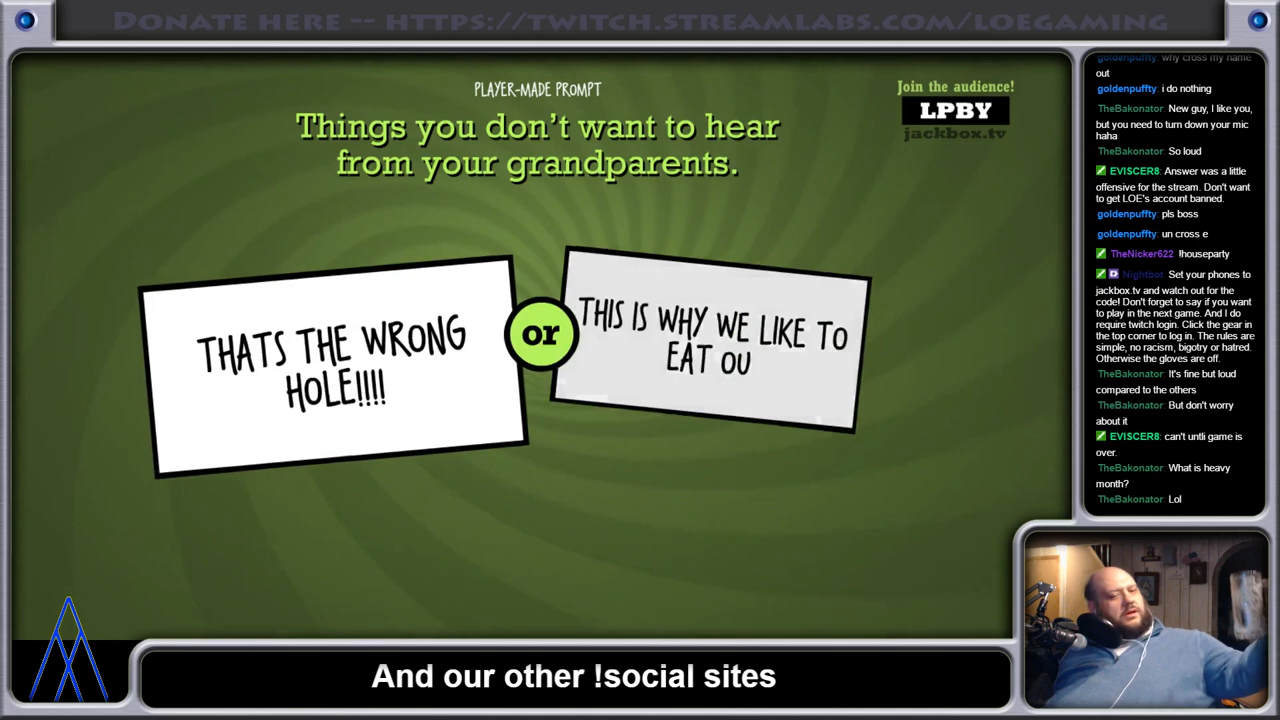 Donate here -- https://twitch.streamlabs.com/loegaming
PLAYER-MADE PROMPT
Things you don't want to hear
from your grandparents.
Join the audience!
LPBY
jackbox.tv
THATS THE WRONG
HOLE!!!!
or
THIS IS WHY WE LIKE TO
EAT OU
goldenpuffty: why cross my name
out
goldenpuffty: i do nothing
TheBakonator: New guy, I like you,
but you need to turn down your mic
haha
TheBakonator: So loud
EVISCER8: Answer was a little
offensive for the stream. Don't want
to get LOE's account banned.
goldenpuffty: pls boss
goldenpuffty: un cross e
TheNicker622 !houseparty
Nightbot: Set your phones to
jackbox.tv and watch out for the
code! Don't forget to say if you want
to play in the next game. And I do
require twitch login. Click the gear in
the top corner to log in. The rules are
simple, no racism, bigotry or hatred.
Otherwise the gloves are off.
TheBakonator: It's fine but loud
compared to the others
TheBakonator: But don't worry
about it
EVISCER8: can't untli game is
over.
TheBakonator: What is heavy
month?
TheBakonator: Lol
And our other !social sites